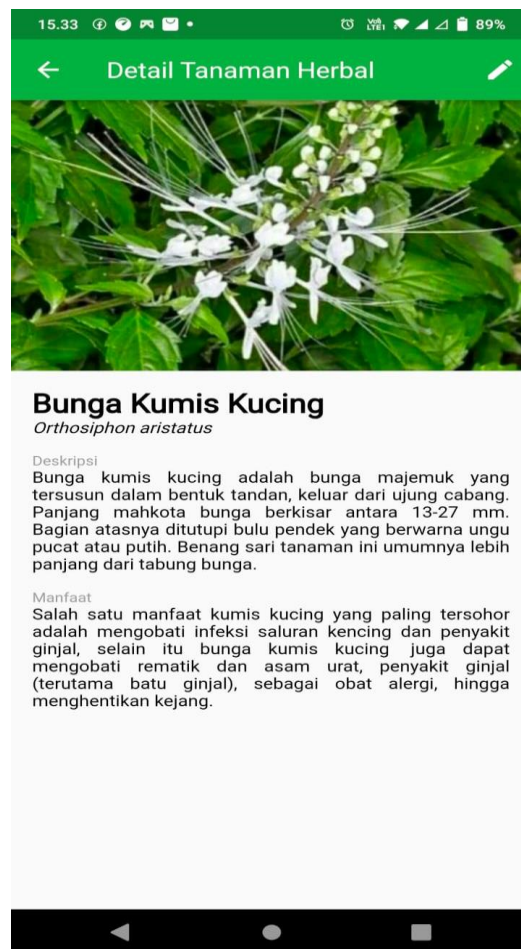 15.33
VoB
LTE1
89%
Detail Tanaman Herbal
Bunga Kumis Kucing
Orthosiphon aristatus
Deskripsi
Bunga kumis kucing adalah bunga majemuk yang
tersusun dalam bentuk tandan, keluar dari ujung cabang.
Panjang mahkota bunga berkisar antara 13-27 mm.
Bagian atasnya ditutupi bulu pendek yang berwarna ungu
pucat atau putih. Benang sari tanaman ini umumnya lebih
panjang dari tabung bunga.
Manfaat
Salah satu manfaat kumis kucing yang paling tersohor
adalah mengobati infeksi saluran kencing dan penyakit
ginjal, selain itu bunga kumis kucing juga dapat
mengobati rematik dan asam urat, penyakit ginjal
(terutama batu ginjal), sebagai obat alergi, hingga
menghentikan kejang.